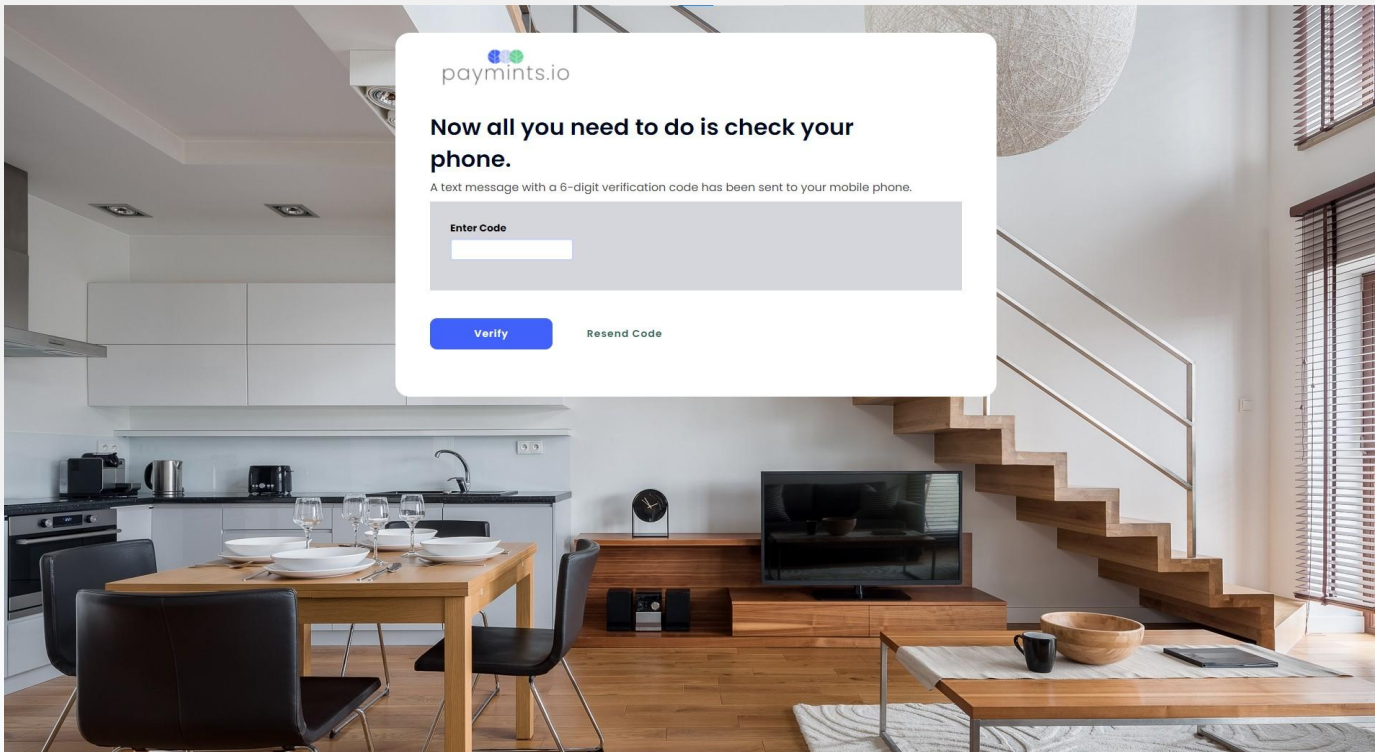 paymints.io
Now all you need to do is check your
phone.
A text message with a 6-digit verification code has been sent to your mobile phone.
Enter Code
Verify
Resend Code